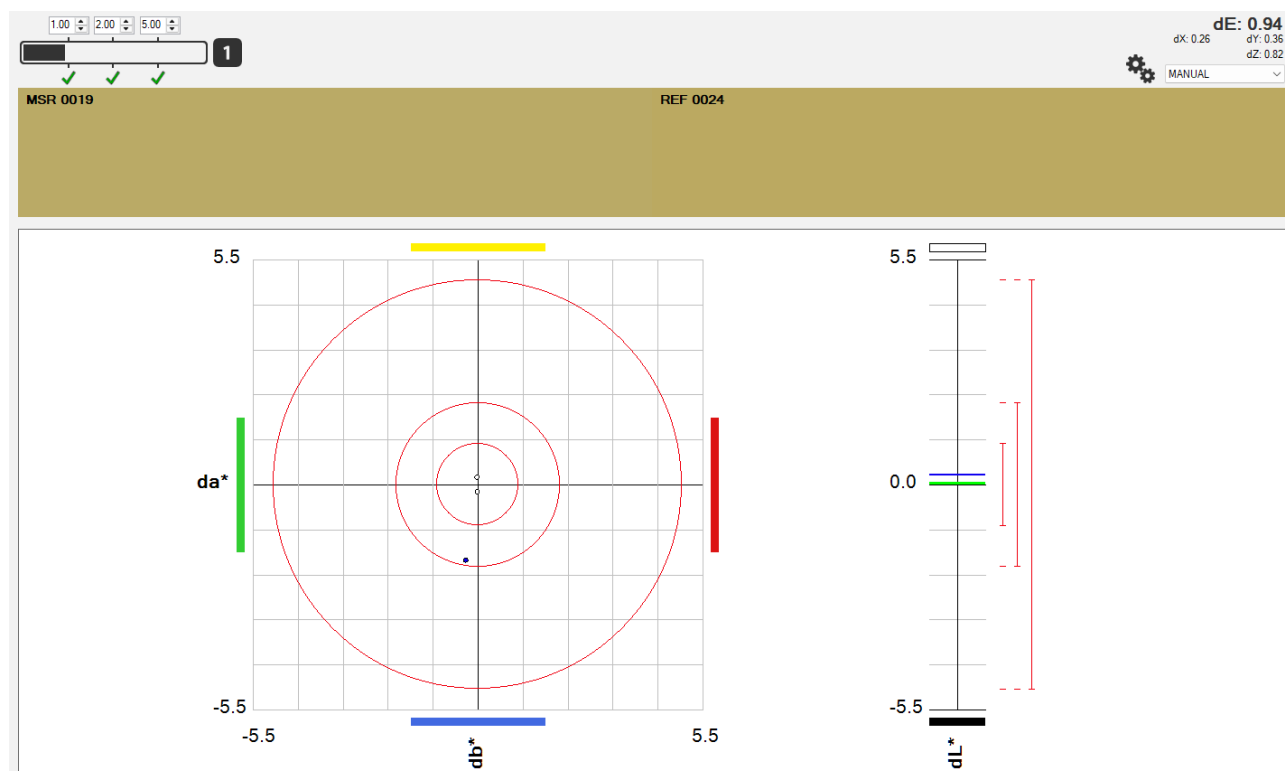 1.00 2.00 5.00
dE: 0.94
dX: 0.26 dY: 0.36
dZ: 0.82
1
MANUAL
MSR 0019 REF 0024
5.5 5.5
da* 0.0
-5.5 -5.5
-5.5 5.5
db* dL*